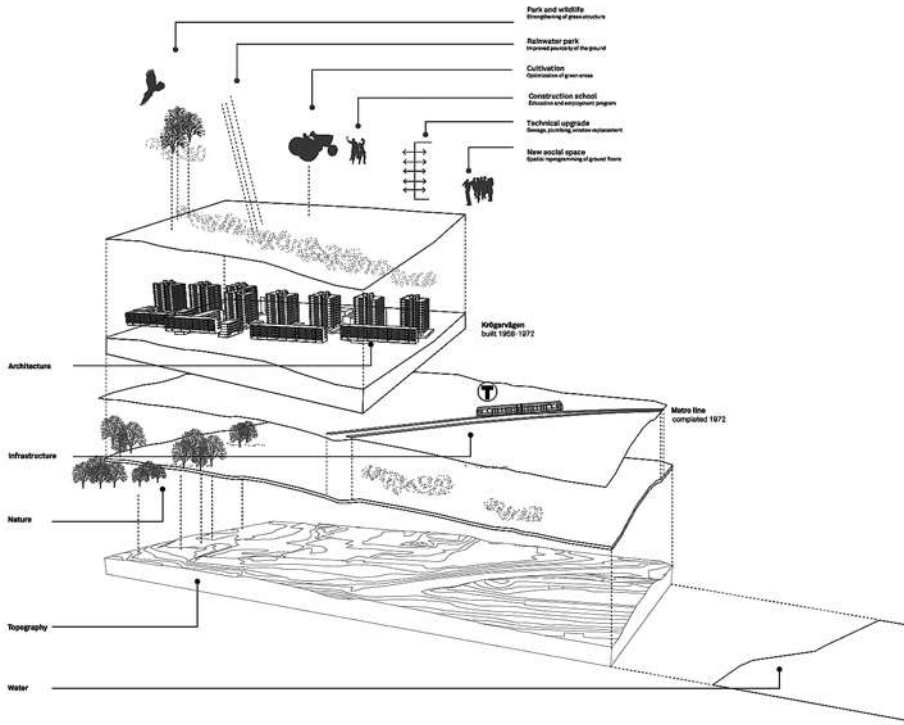 Park and wildlife
Strengthening of green structure
Rainwater park
Improved pourosity of the ground
Cultivation
Optimization of green areas
Construction school
Education and employment program
Technical upgrade
Sewage, plumbing, window replacement
New social space
Spatial reprogramming of ground floors
Krögarvägen
built 1968-1972
Architecture
T
Metro line
completed 1972
Infrastructure
Nature
Topography
Water